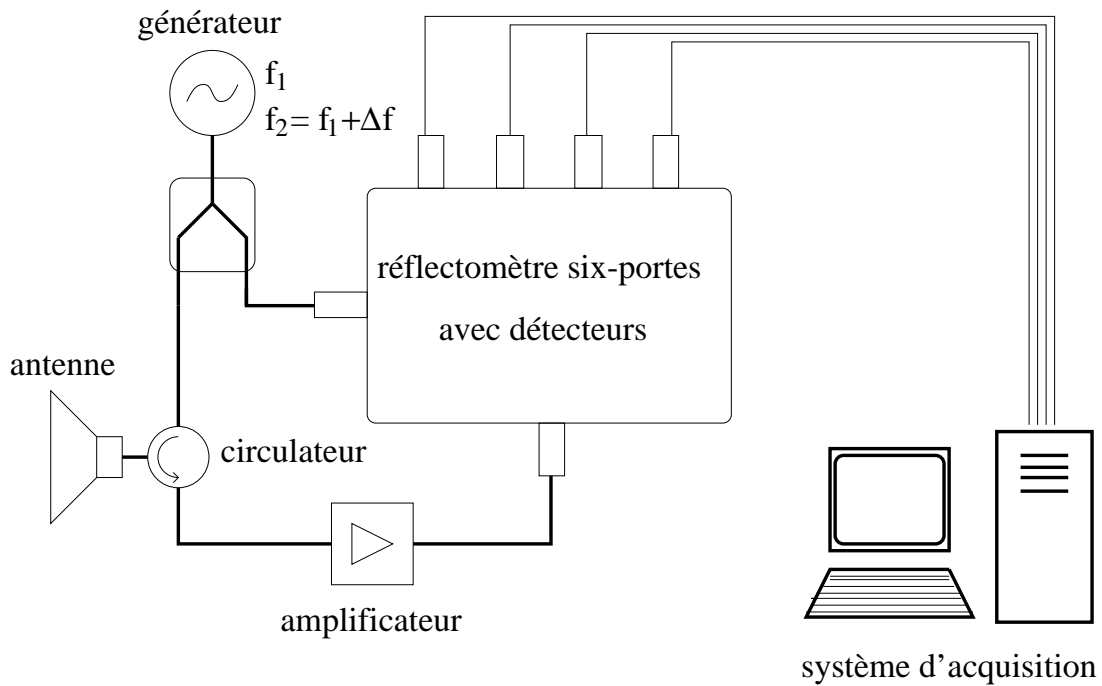 générateur
f1
f2= f1+Δf
réflectomètre six-portes
avec détecteurs
antenne
circulateur
amplificateur
système d'acquisition